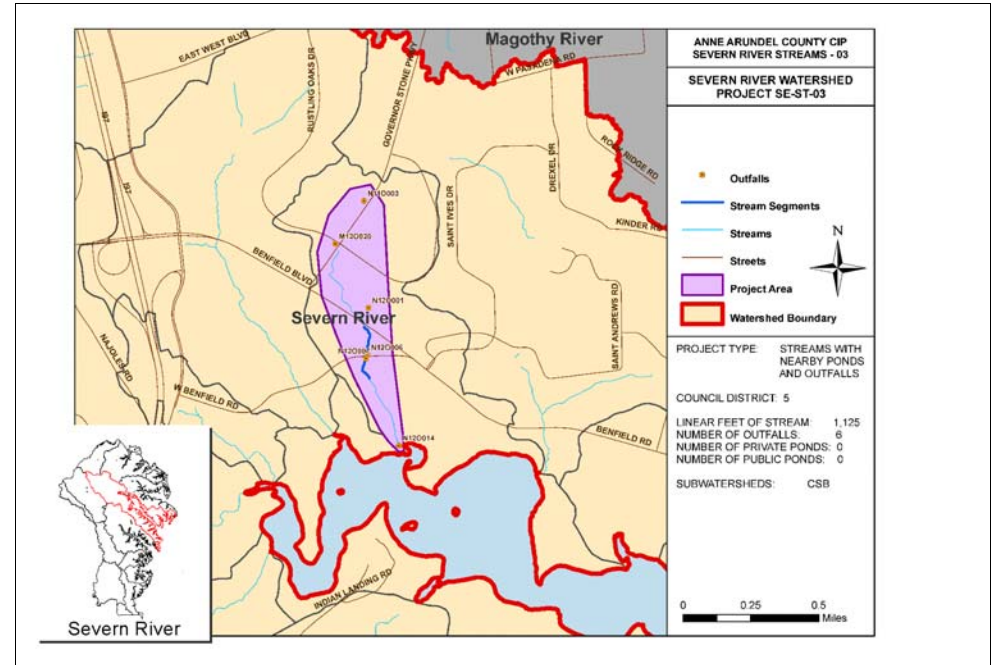 Magothy River
EAST WEST BLVD
W PASADENA RD
RUSTLING OAKS DR
GOVERNOR STONE PKWY
I97
ROCK RIDGE RD
DREXEL DR
SAINT IVES DR
KINDER RD
N11O003
M12O025
I97
BENFIELD BLVD
N12O001
Severn River
SAINT ANDREWS RD
N12O006
NAJOLES RD
W BENFIELD RD
BENFIELD RD
N12O014
INDIAN LANDING RD
Severn River
ANNE ARUNDEL COUNTY CIP
SEVERN RIVER STREAMS - 03
SEVERN RIVER WATERSHED
PROJECT SE-ST-03
Outfalls
Stream Segments
Streams
Streets
Project Area
Watershed Boundary
N
PROJECT TYPE: STREAMS WITH
NEARBY PONDS
AND OUTFALLS
COUNCIL DISTRICT: 5
LINEAR FEET OF STREAM: 1,125
NUMBER OF OUTFALLS: 6
NUMBER OF PRIVATE PONDS: 0
NUMBER OF PUBLIC PONDS: 0
SUBWATERSHEDS: CSB
0 0.25 0.5
Miles